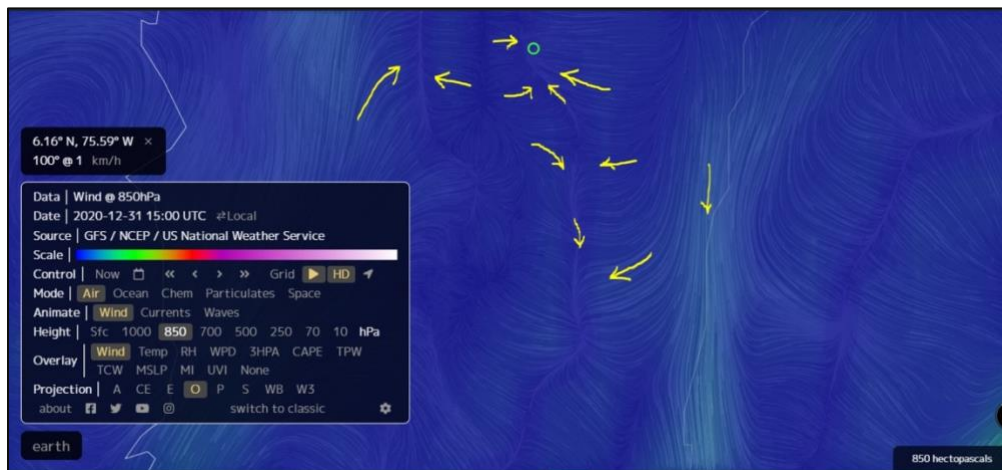 6.16° N, 75.59° W ×
100° @ 1 km/h
Data | Wind @ 850hPa
Date | 2020-12-31 15:00 UTC ⇄Local
Source | GFS / NCEP / US National Weather Service
Scale |
Control | Now « ‹ › » Grid ▶ HD
Mode | Air Ocean Chem Particulates Space
Animate | Wind Currents Waves
Height | Sfc 1000 850 700 500 250 70 10 hPa
Overlay | Wind Temp RH WPD 3HPA CAPE TPW
TCW MSLP MI UVI None
Projection | A CE E O P S WB W3
about switch to classic
earth
850 hectopascals